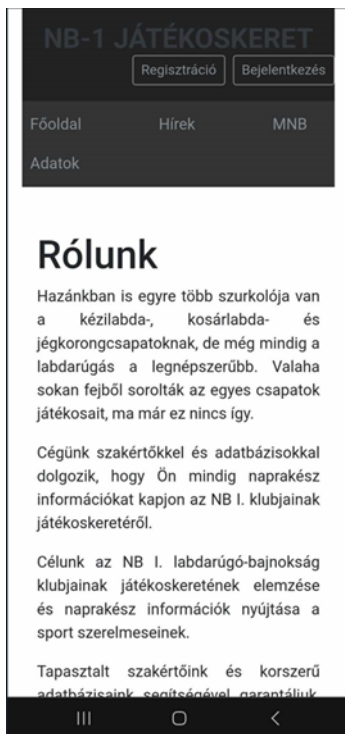 NB-1 JÁTÉKOSKERET
Regisztráció Bejelentkezés
Főoldal Hírek MNB
Adatok
Rólunk
Hazánkban is egyre több szurkolója van
a kézilabda-, kosárlabda- és
jégkorongcsapatoknak, de még mindig a
labdarúgás a legnépszerűbb. Valaha
sokan fejből sorolták az egyes csapatok
játékosait, ma már ez nincs így.
Cégünk szakértőkkel és adatbázisokkal
dolgozik, hogy Ön mindig naprakész
információkat kapjon az NB I. klubjainak
játékoskeretéről.
Célunk az NB I. labdarúgó-bajnokság
klubjainak játékoskeretének elemzése
és naprakész információk nyújtása a
sport szerelmeseinek.
Tapasztalt szakértőink és korszerű
adatbázisaink segítségével garantáljuk,